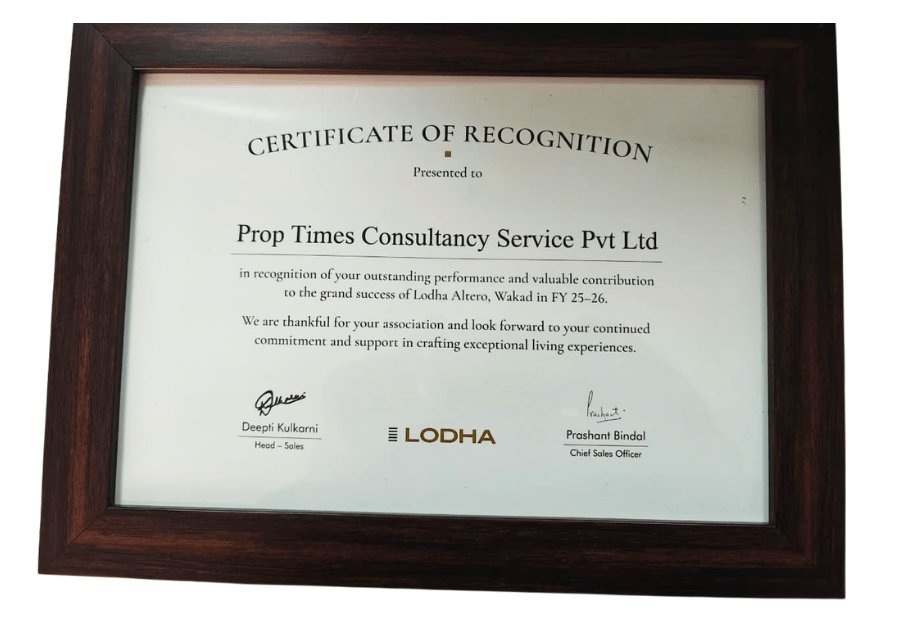 CERTIFICATE OF RECOGNITION
Presented to
Prop Times Consultancy Service Pvt Ltd
in recognition of your outstanding performance and valuable contribution
to the grand success of Lodha Altero, Wakad in FY 25–26.
We are thankful for your association and look forward to your continued
commitment and support in crafting exceptional living experiences.
Prashant
Deepti Kulkarni
Head – Sales
LODHA
Prashant Bindal
Chief Sales Officer